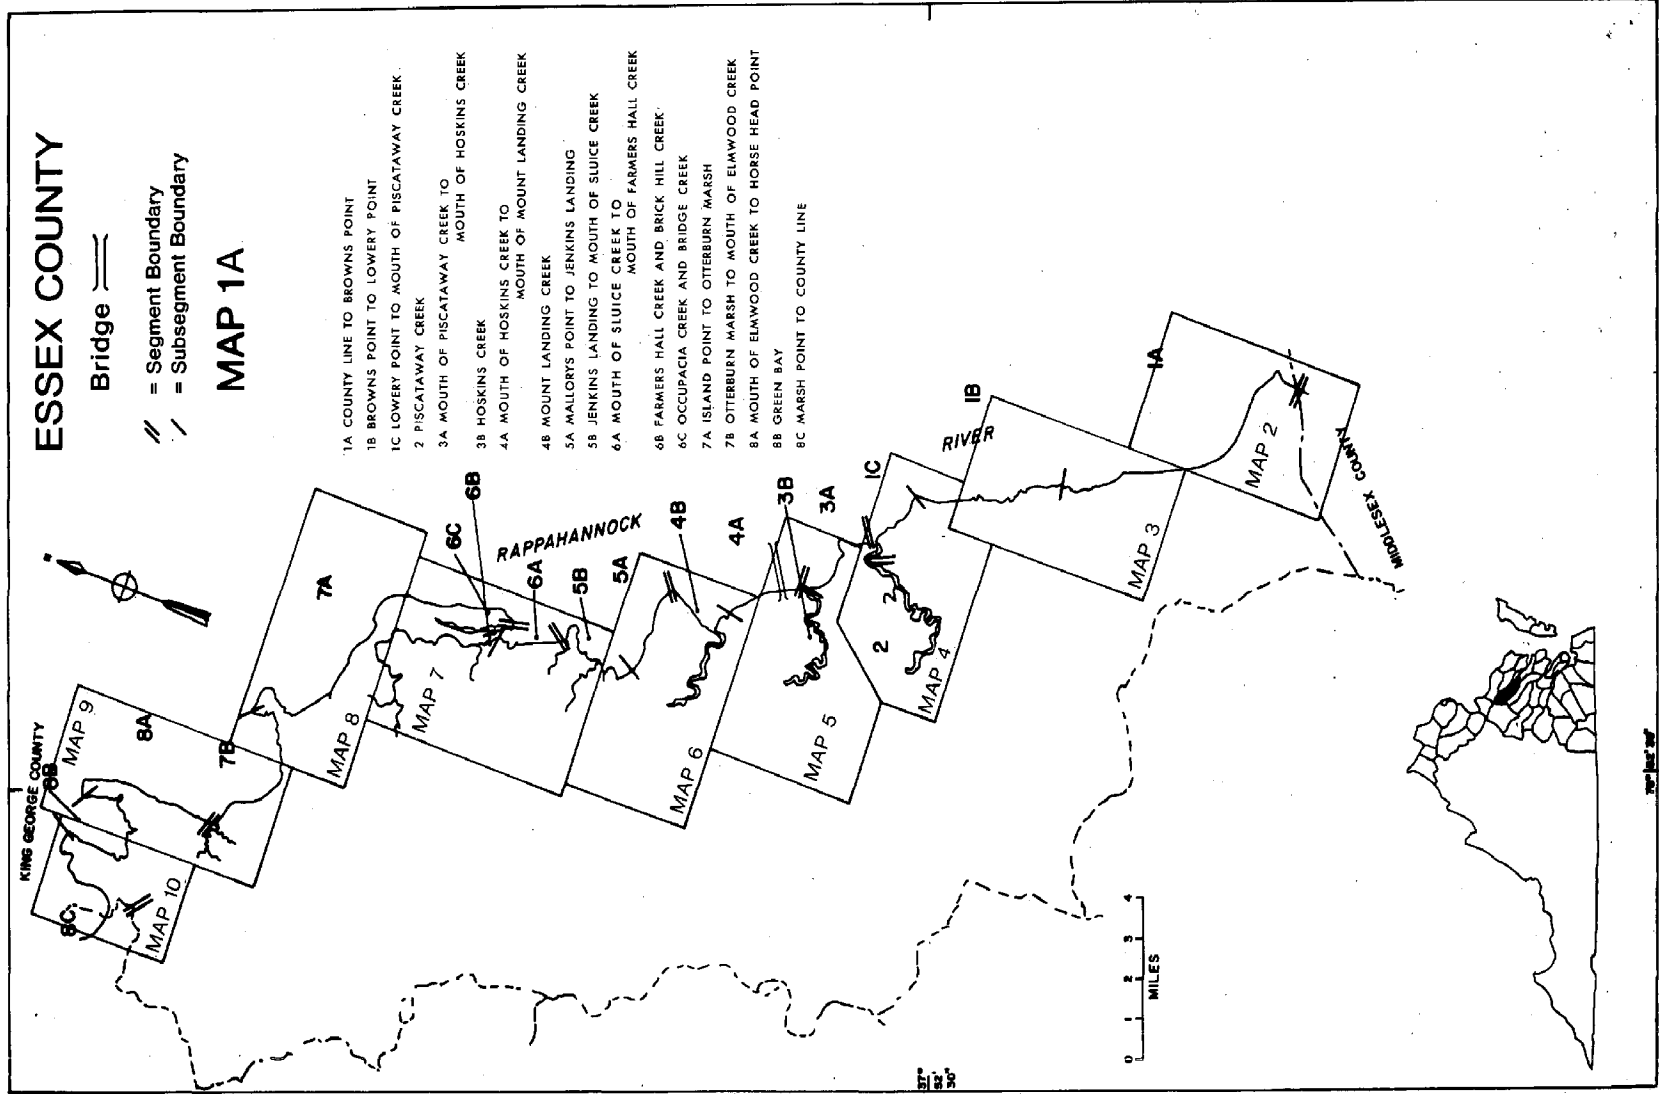 ESSEX COUNTY
Bridge
= Segment Boundary
= Subsegment Boundary
MAP 1A
1A COUNTY LINE TO BROWNS POINT
1B BROWNS POINT TO LOWERY POINT
1C LOWERY POINT TO MOUTH OF PISCATAWAY CREEK
2 PISCATAWAY CREEK
3A MOUTH OF PISCATAWAY CREEK TO
MOUTH OF HOSKINS CREEK
3B HOSKINS CREEK
4A MOUTH OF HOSKINS CREEK TO
MOUTH OF MOUNT LANDING CREEK
4B MOUNT LANDING CREEK
5A MALLORYS POINT TO JENKINS LANDING
5B JENKINS LANDING TO MOUTH OF SLUICE CREEK
6A MOUTH OF SLUICE CREEK TO
MOUTH OF FARMERS HALL CREEK
6B FARMERS HALL CREEK AND BRICK HILL CREEK
6C OCCUPACIA CREEK AND BRIDGE CREEK
7A ISLAND POINT TO OTTERBURN MARSH
7B OTTERBURN MARSH TO MOUTH OF ELMWOOD CREEK
8A MOUTH OF ELMWOOD CREEK TO HORSE HEAD POINT
8B GREEN BAY
8C MARSH POINT TO COUNTY LINE
KING GEORGE COUNTY
8B
8C
MAP 10
MAP 9
8A
7B
MAP 8
7A
MAP 7
6C
6B
RAPPAHANNOCK
6A
5B
5A
MAP 6
4B
4A
MAP 5
3B
3A
MAP 4
2
2
1C
RIVER
1B
MAP 3
1A
MAP 2
MIDDLESEX COUNTY
0 1 2 3 4
MILES
37°
52'
30"